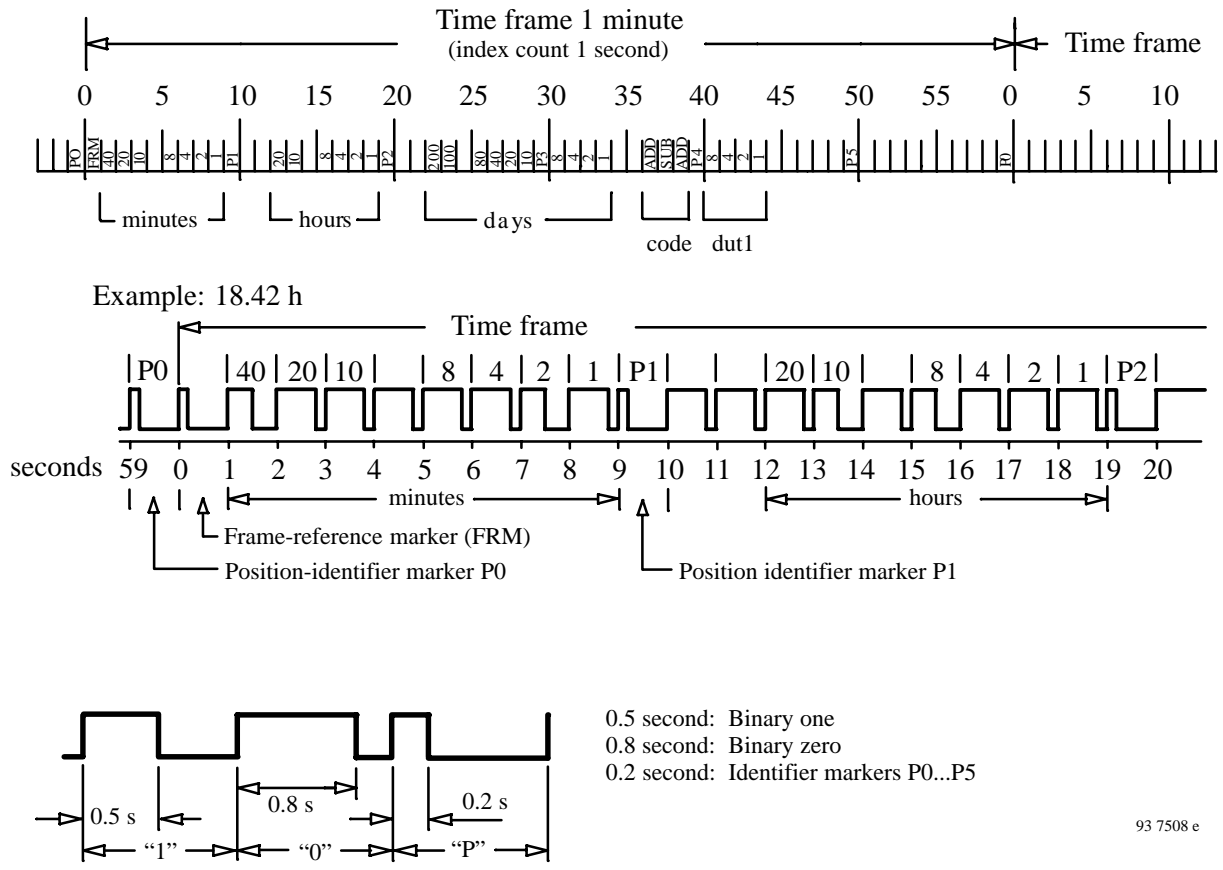 Time frame 1 minute
(index count 1 second)
Time frame
0 5 10 15 20 25 30 35 40 45 50 55 0 5 10
PO FRM 40 20 10 8 4 2 1 P1 20 10 8 4 2 1 P2 200 100 80 40 20 10 P3 8 4 2 1 ADD SUB ADD P4 8 4 2 1 P5 P0
minutes hours days code dut1
Example: 18.42 h
Time frame
P0 40 20 10 8 4 2 1 P1 20 10 8 4 2 1 P2
seconds 59 0 1 2 3 4 5 6 7 8 9 10 11 12 13 14 15 16 17 18 19 20
minutes hours
Frame-reference marker (FRM)
Position-identifier marker P0 Position identifier marker P1
0.5 second: Binary one
0.8 second: Binary zero
0.2 second: Identifier markers P0...P5
0.5 s 0.8 s 0.2 s
“1” “0” “P”
93 7508 e